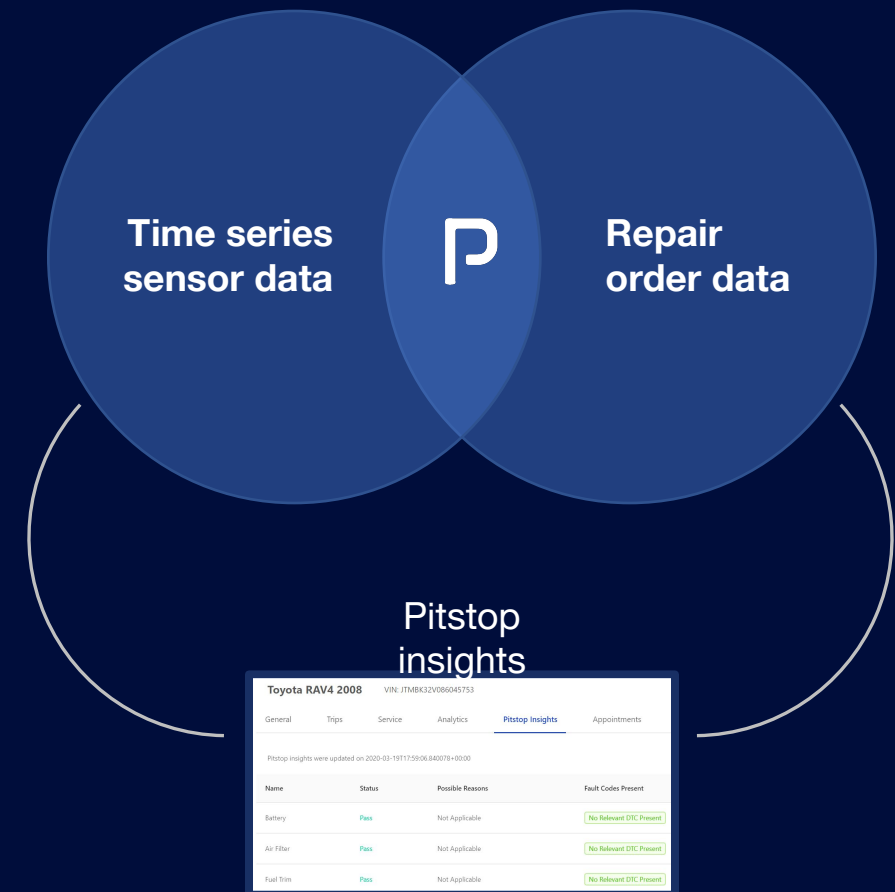 Time series
sensor data
P
Repair
order data
Pitstop
insights
Toyota RAV4 2008 VIN: JTMBK32V086045753
General Trips Service Analytics Pitstop Insights Appointments
Pitstop insights were updated on 2020-03-19T17:59:06.840078+00:00
Name Status Possible Reasons Fault Codes Present
Battery Pass Not Applicable No Relevant DTC Present
Air Filter Pass Not Applicable No Relevant DTC Present
Fuel Trim Pass Not Applicable No Relevant DTC Present